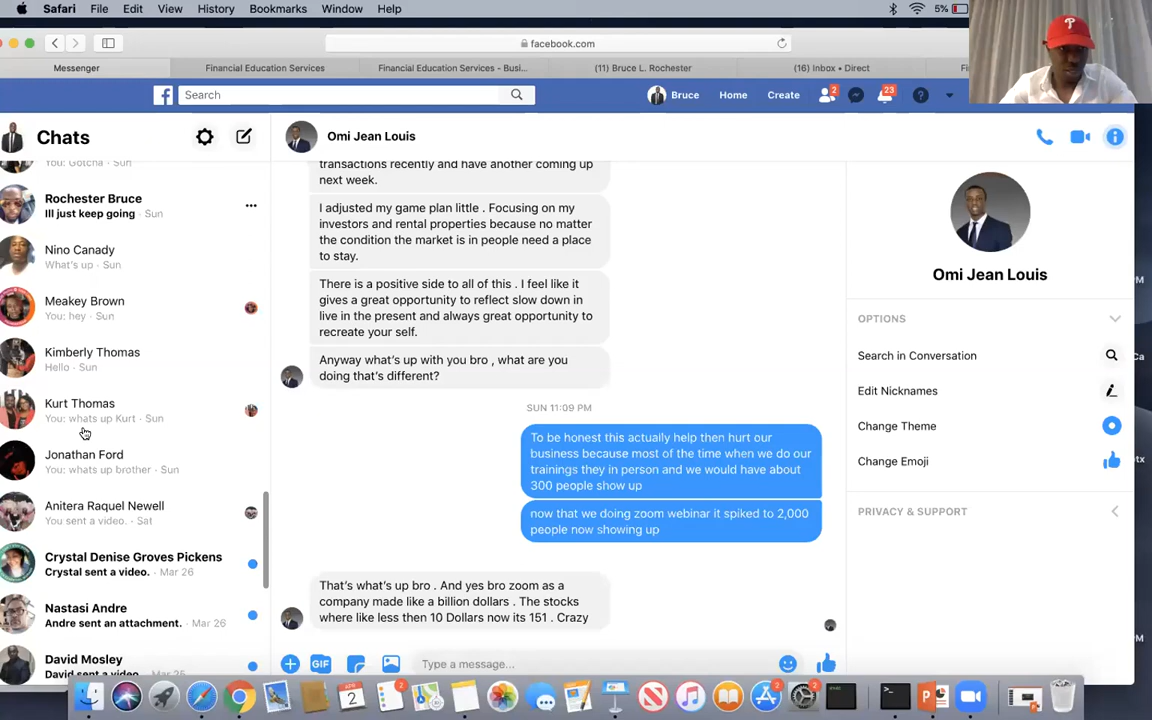 Safari File Edit View History Bookmarks Window Help 5%
facebook.com
Messenger Financial Education Services Financial Education Services - Busi... (11) Bruce L. Rochester (16) Inbox • Direct
Search Bruce Home Create 2 23
Chats
You: Gotcha · Sun
Rochester Bruce
Ill just keep going · Sun
Nino Canady
What's up · Sun
Meakey Brown
You: hey · Sun
Kimberly Thomas
Hello · Sun
Kurt Thomas
You: whats up Kurt · Sun
Jonathan Ford
You: whats up brother · Sun
Anitera Raquel Newell
You sent a video. · Sat
Crystal Denise Groves Pickens
Crystal sent a video. · Mar 26
Nastasi Andre
Andre sent an attachment. · Mar 26
David Mosley
David sent a video. · Mar 25
Omi Jean Louis
transactions recently and have another coming up
next week.
I adjusted my game plan little . Focusing on my
investors and rental properties because no matter
the condition the market is in people need a place
to stay.
There is a positive side to all of this . I feel like it
gives a great opportunity to reflect slow down in
live in the present and always great opportunity to
recreate your self.
Anyway what's up with you bro , what are you
doing that's different?
SUN 11:09 PM
To be honest this actually help then hurt our
business because most of the time when we do our
trainings they in person and we would have about
300 people show up
now that we doing zoom webinar it spiked to 2,000
people now showing up
That's what's up bro . And yes bro zoom as a
company made like a billion dollars . The stocks
where like less then 10 Dollars now its 151 . Crazy
GIF Type a message...
Omi Jean Louis
OPTIONS
Search in Conversation
Edit Nicknames
Change Theme
Change Emoji
PRIVACY & SUPPORT
APR
2
2
2
2